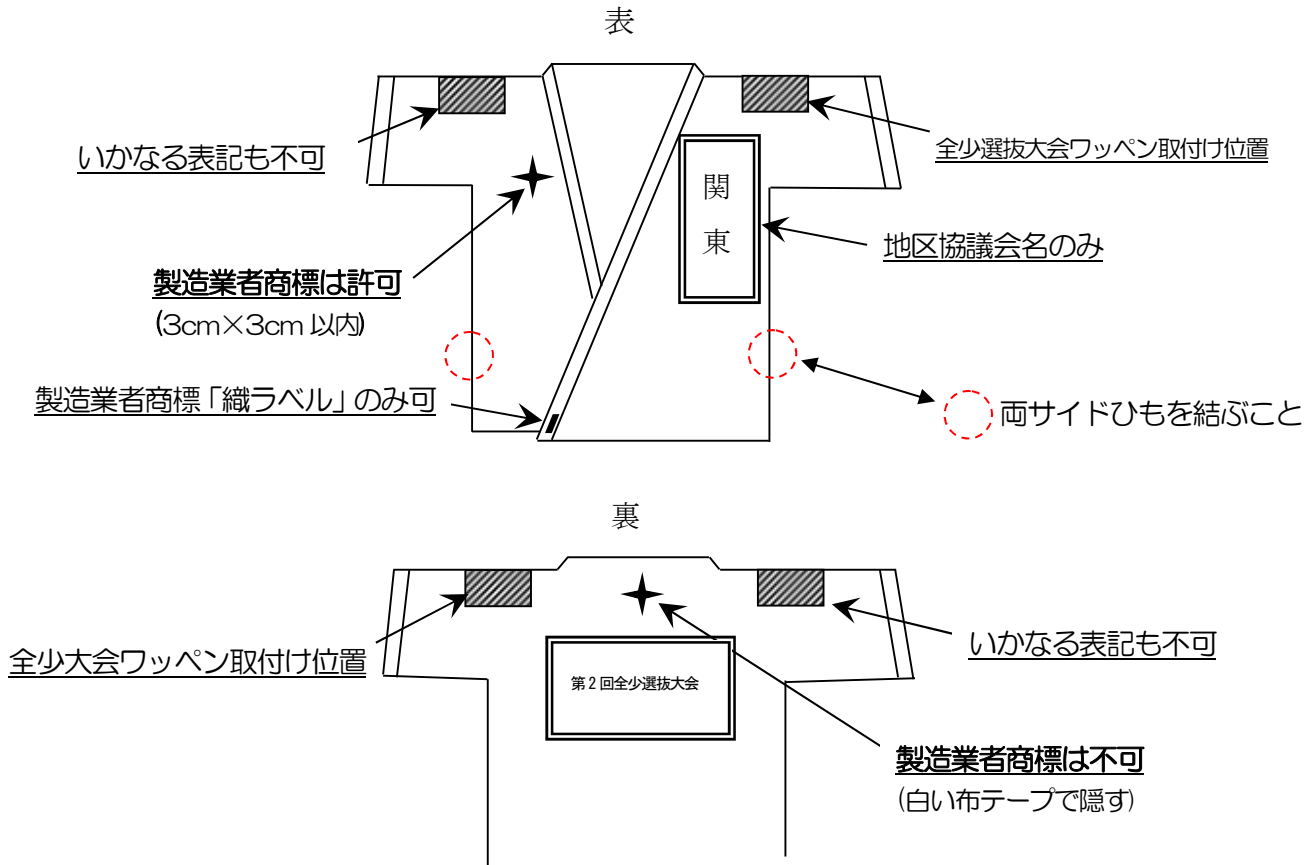 表
いかなる表記も不可
全少選抜大会ワッペン取付け位置
関
東
地区協議会名のみ
製造業者商標は許可
(3cm×3cm 以内)
製造業者商標「織ラベル」のみ可
両サイドひもを結ぶこと
裏
全少大会ワッペン取付け位置
いかなる表記も不可
第2回全少選抜大会
製造業者商標は不可
(白い布テープで隠す)